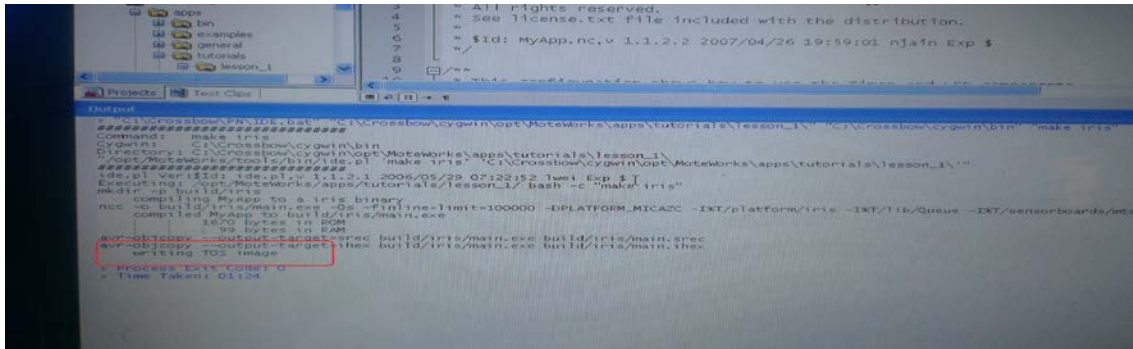 apps
bin
examples
general
tutorials
lesson_1
Projects
Text Clips
3
4
5
6
7
8
9
* All rights reserved.
* See license.txt file included with the distribution.
*
* $Id: MyApp.nc,v 1.1.2.2 2007/04/26 19:59:01 njain Exp $
*/
/**
Output
> "C:\Crossbow\PN\IDE.bat" "C:\Crossbow\cygwin\opt\MoteWorks\apps\tutorials\lesson_1\" "C:\Crossbow\cygwin\bin" "make iris"
##############################
Command: make iris
Cygwin: C:\Crossbow\cygwin\bin
Directory: C:\Crossbow\cygwin\opt\MoteWorks\apps\tutorials\lesson_1\
"/opt/MoteWorks/tools/bin/ide.pl 'make iris' 'C:\Crossbow\cygwin\opt\MoteWorks\apps\tutorials\lesson_1\'"
##############################
ide.pl Ver:$Id: ide.pl,v 1.1.2.1 2006/05/29 07:22:52 lwei Exp $
Executing: /opt/MoteWorks/apps/tutorials/lesson_1/ bash -c "make iris"
mkdir -p build/iris
compiling MyApp to a iris binary
ncc -o build/iris/main.exe -Os -finline-limit=100000 -DPLATFORM_MICAZC -I%T/platform/iris -I%T/lib/Queue -I%T/sensorboards/mts
compiled MyApp to build/iris/main.exe
1670 bytes in ROM
99 bytes in RAM
avr-objcopy --output-target=srec build/iris/main.exe build/iris/main.srec
avr-objcopy --output-target=ihex build/iris/main.exe build/iris/main.ihex
writing TOS image
> Process Exit Code: 0
> Time Taken: 01:24